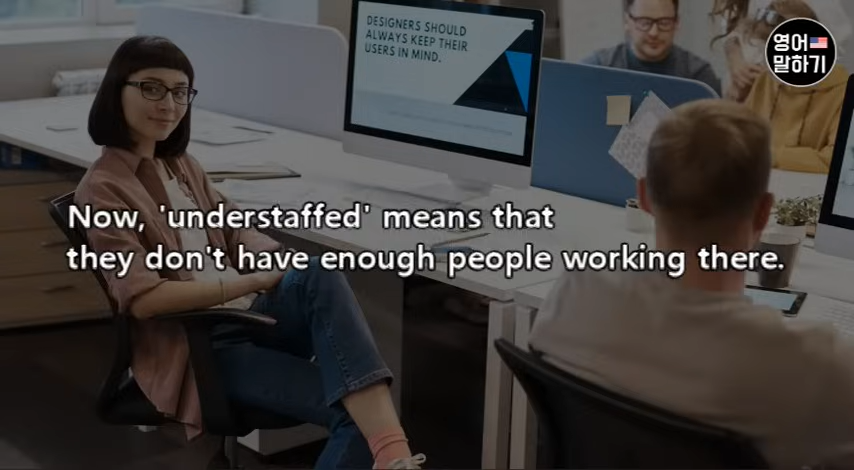 DESIGNERS SHOULD
ALWAYS KEEP THEIR
USERS IN MIND.
영어
말하기
Now, 'understaffed' means that
they don't have enough people working there.